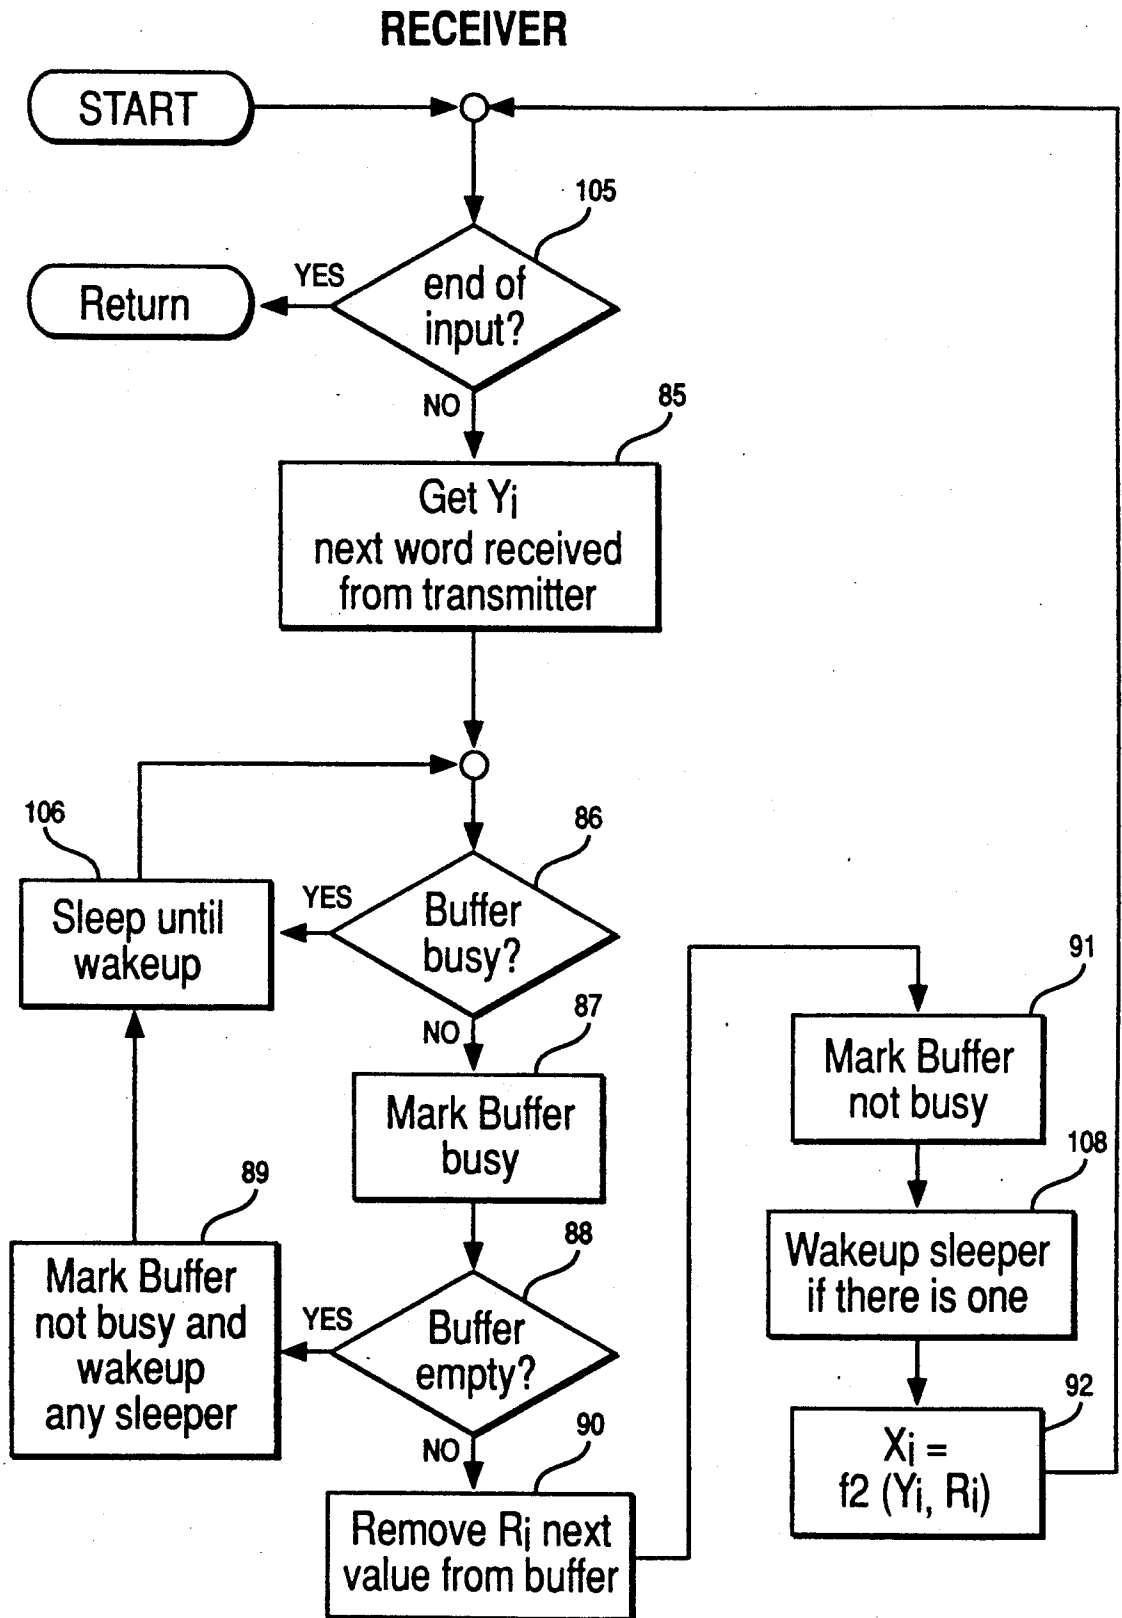 RECEIVER
START
105
YES
end of
input?
Return
NO
85
Get Yi
next word received
from transmitter
106
86
Sleep until
wakeup
YES
Buffer
busy?
NO
87
91
Mark Buffer
not busy
Mark Buffer
busy
108
89
88
Wakeup sleeper
if there is one
Mark Buffer
not busy and
wakeup
any sleeper
YES
Buffer
empty?
NO
90
92
Xi =
f2 (Yi, Ri)
Remove Ri next
value from buffer